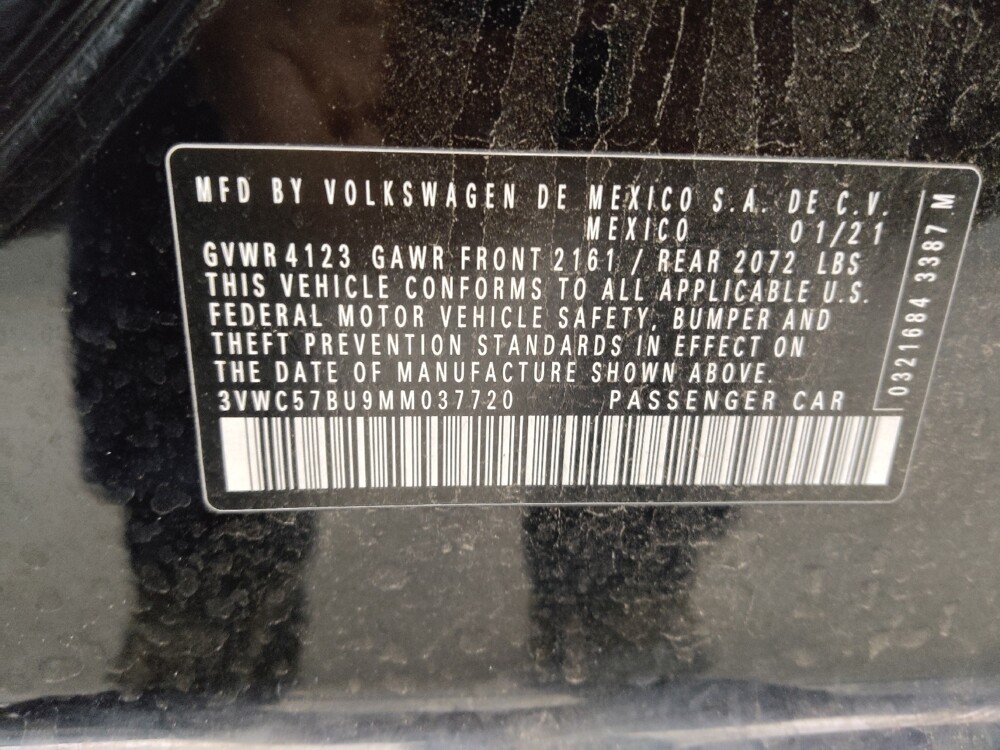 MFD BY VOLKSWAGEN DE MEXICO S.A. DE C.V.
MEXICO 01/21
GVWR 4123 GAWR FRONT 2161 / REAR 2072 LBS
THIS VEHICLE CONFORMS TO ALL APPLICABLE U.S.
FEDERAL MOTOR VEHICLE SAFETY, BUMPER AND
THEFT PREVENTION STANDARDS IN EFFECT ON
THE DATE OF MANUFACTURE SHOWN ABOVE.
3VWC57BU9MM037720 PASSENGER CAR
0321684 3387 M